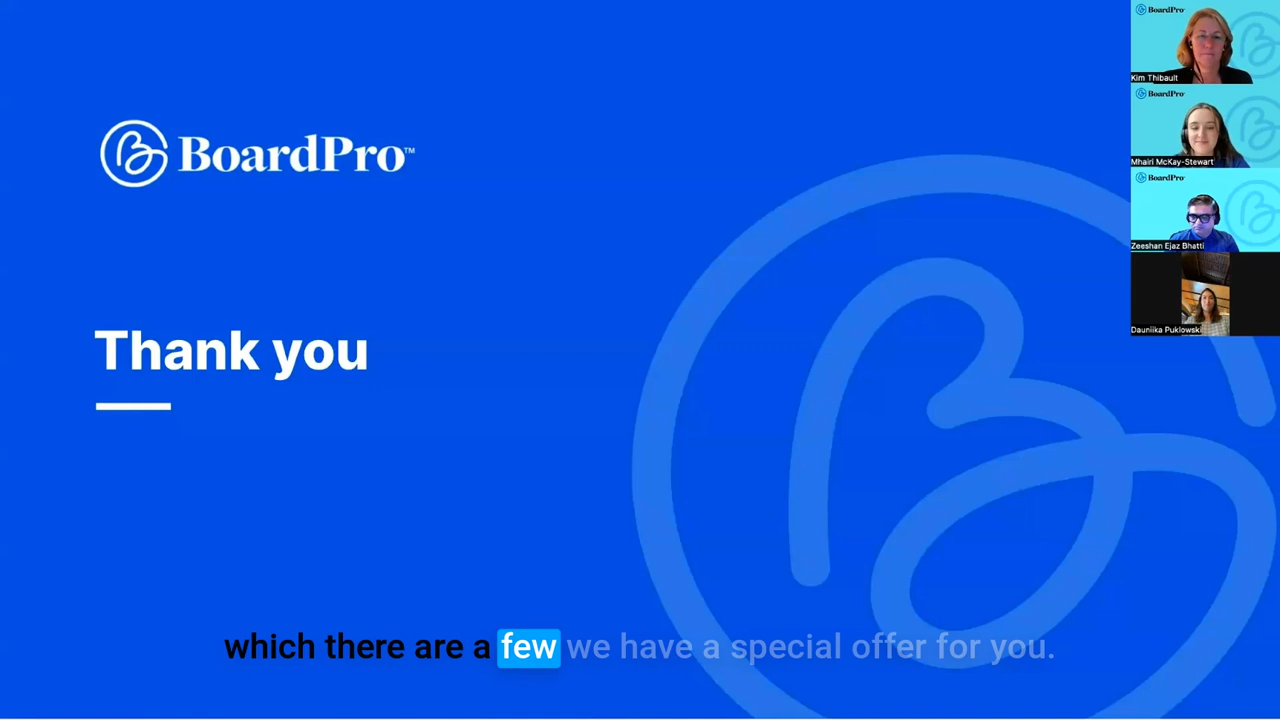 BoardPro™
Thank you
which there are a few we have a special offer for you.
BoardPro
Kim Thibault
BoardPro
Mhairi McKay-Stewart
BoardPro
Zeeshan Ejaz Bhatti
Dauniika Puklowski